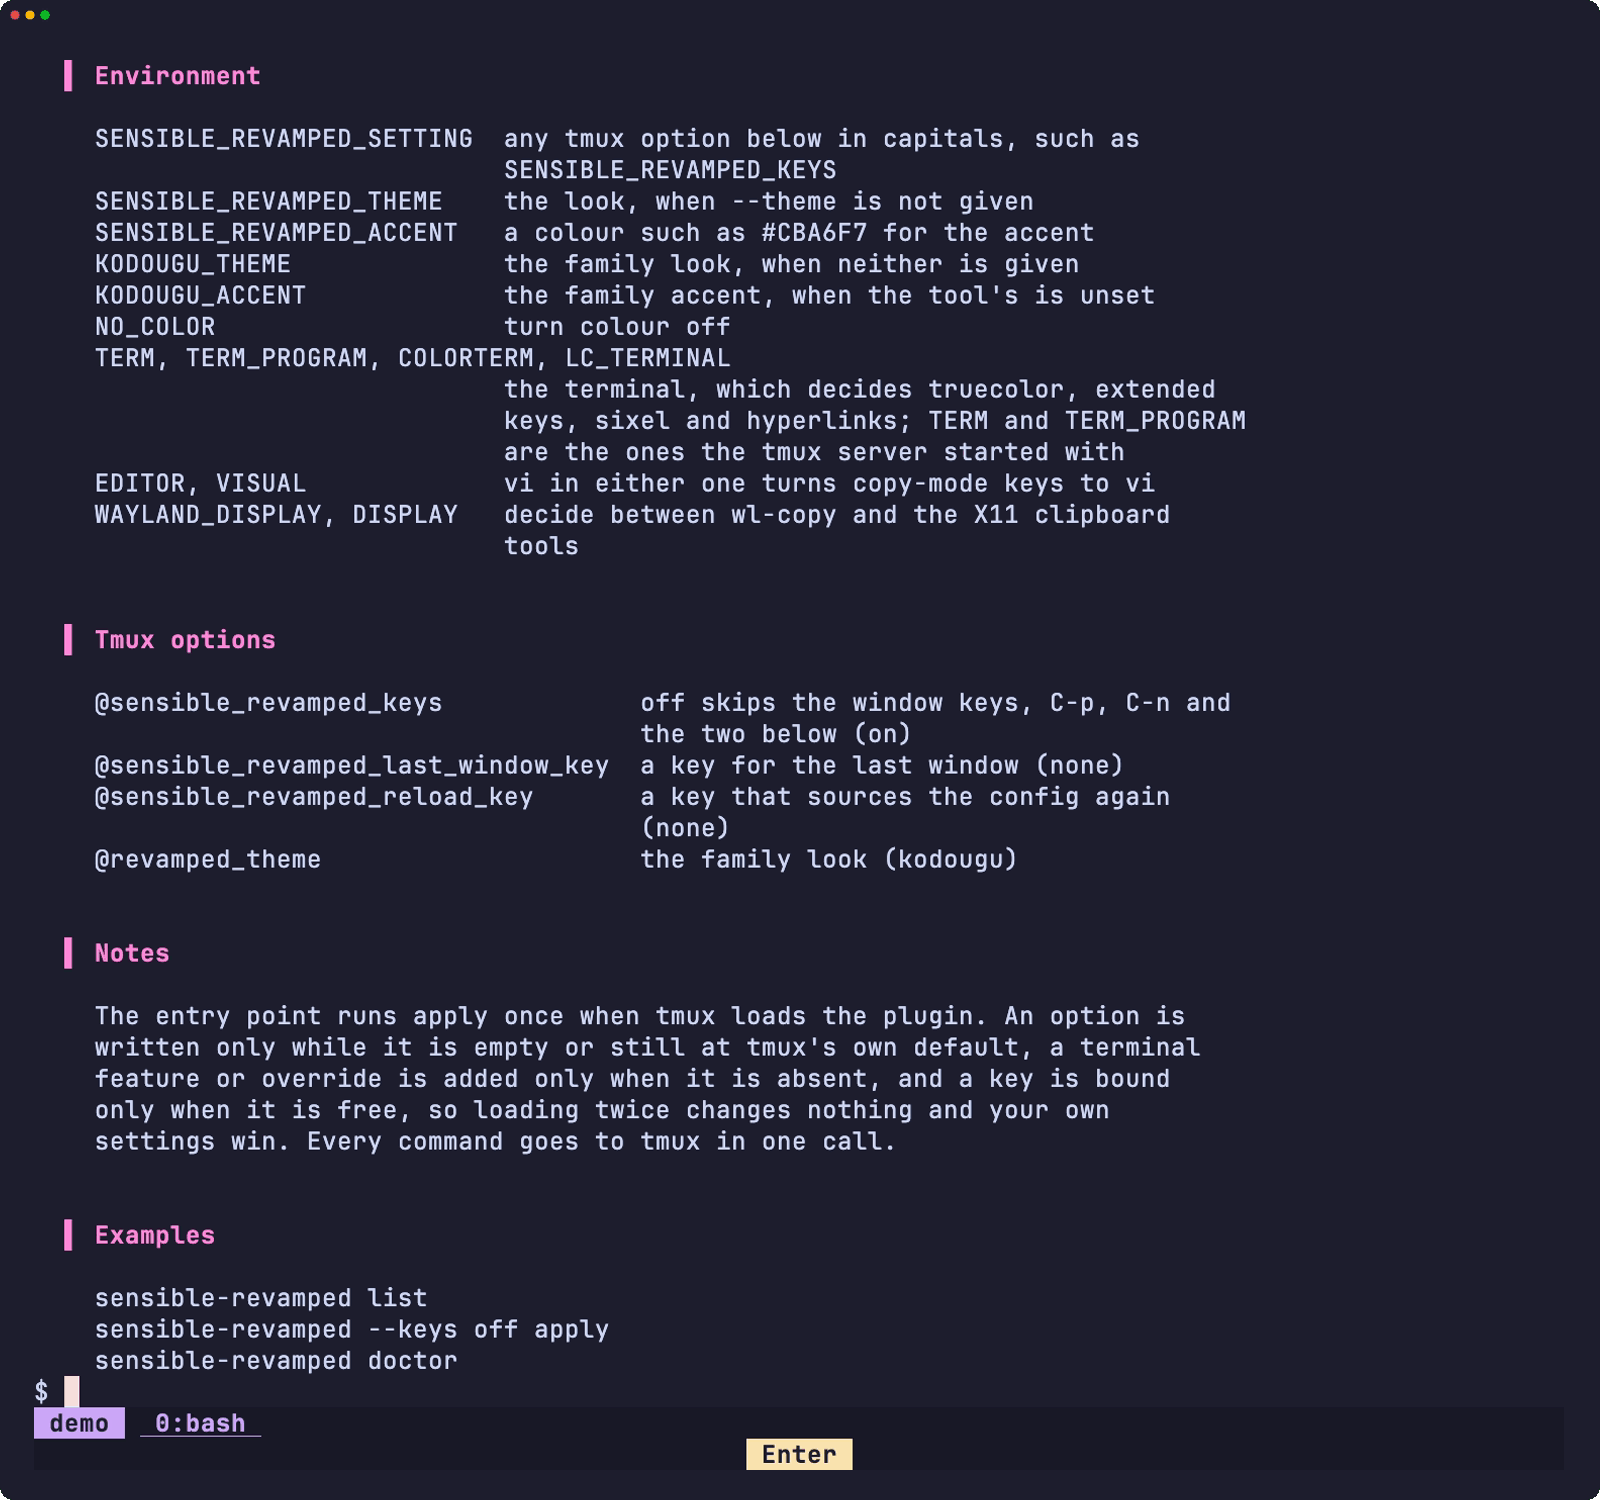 Environment
SENSIBLE_REVAMPED_SETTING  any tmux option below in capitals, such as
SENSIBLE_REVAMPED_KEYS
SENSIBLE_REVAMPED_THEME    the look, when --theme is not given
SENSIBLE_REVAMPED_ACCENT   a colour such as #CBA6F7 for the accent
KODOUGU_THEME              the family look, when neither is given
KODOUGU_ACCENT             the family accent, when the tool's is unset
NO_COLOR                   turn colour off
TERM, TERM_PROGRAM, COLORTERM, LC_TERMINAL
the terminal, which decides truecolor, extended
keys, sixel and hyperlinks; TERM and TERM_PROGRAM
are the ones the tmux server started with
EDITOR, VISUAL             vi in either one turns copy-mode keys to vi
WAYLAND_DISPLAY, DISPLAY   decide between wl-copy and the X11 clipboard
tools
Tmux options
@sensible_revamped_keys             off skips the window keys, C-p, C-n and
the two below (on)
@sensible_revamped_last_window_key  a key for the last window (none)
@sensible_revamped_reload_key       a key that sources the config again
(none)
@revamped_theme                     the family look (kodougu)
Notes
The entry point runs apply once when tmux loads the plugin. An option is
written only while it is empty or still at tmux's own default, a terminal
feature or override is added only when it is absent, and a key is bound
only when it is free, so loading twice changes nothing and your own
settings win. Every command goes to tmux in one call.
Examples
sensible-revamped list
sensible-revamped --keys off apply
sensible-revamped doctor
$
demo 0:bash
Enter